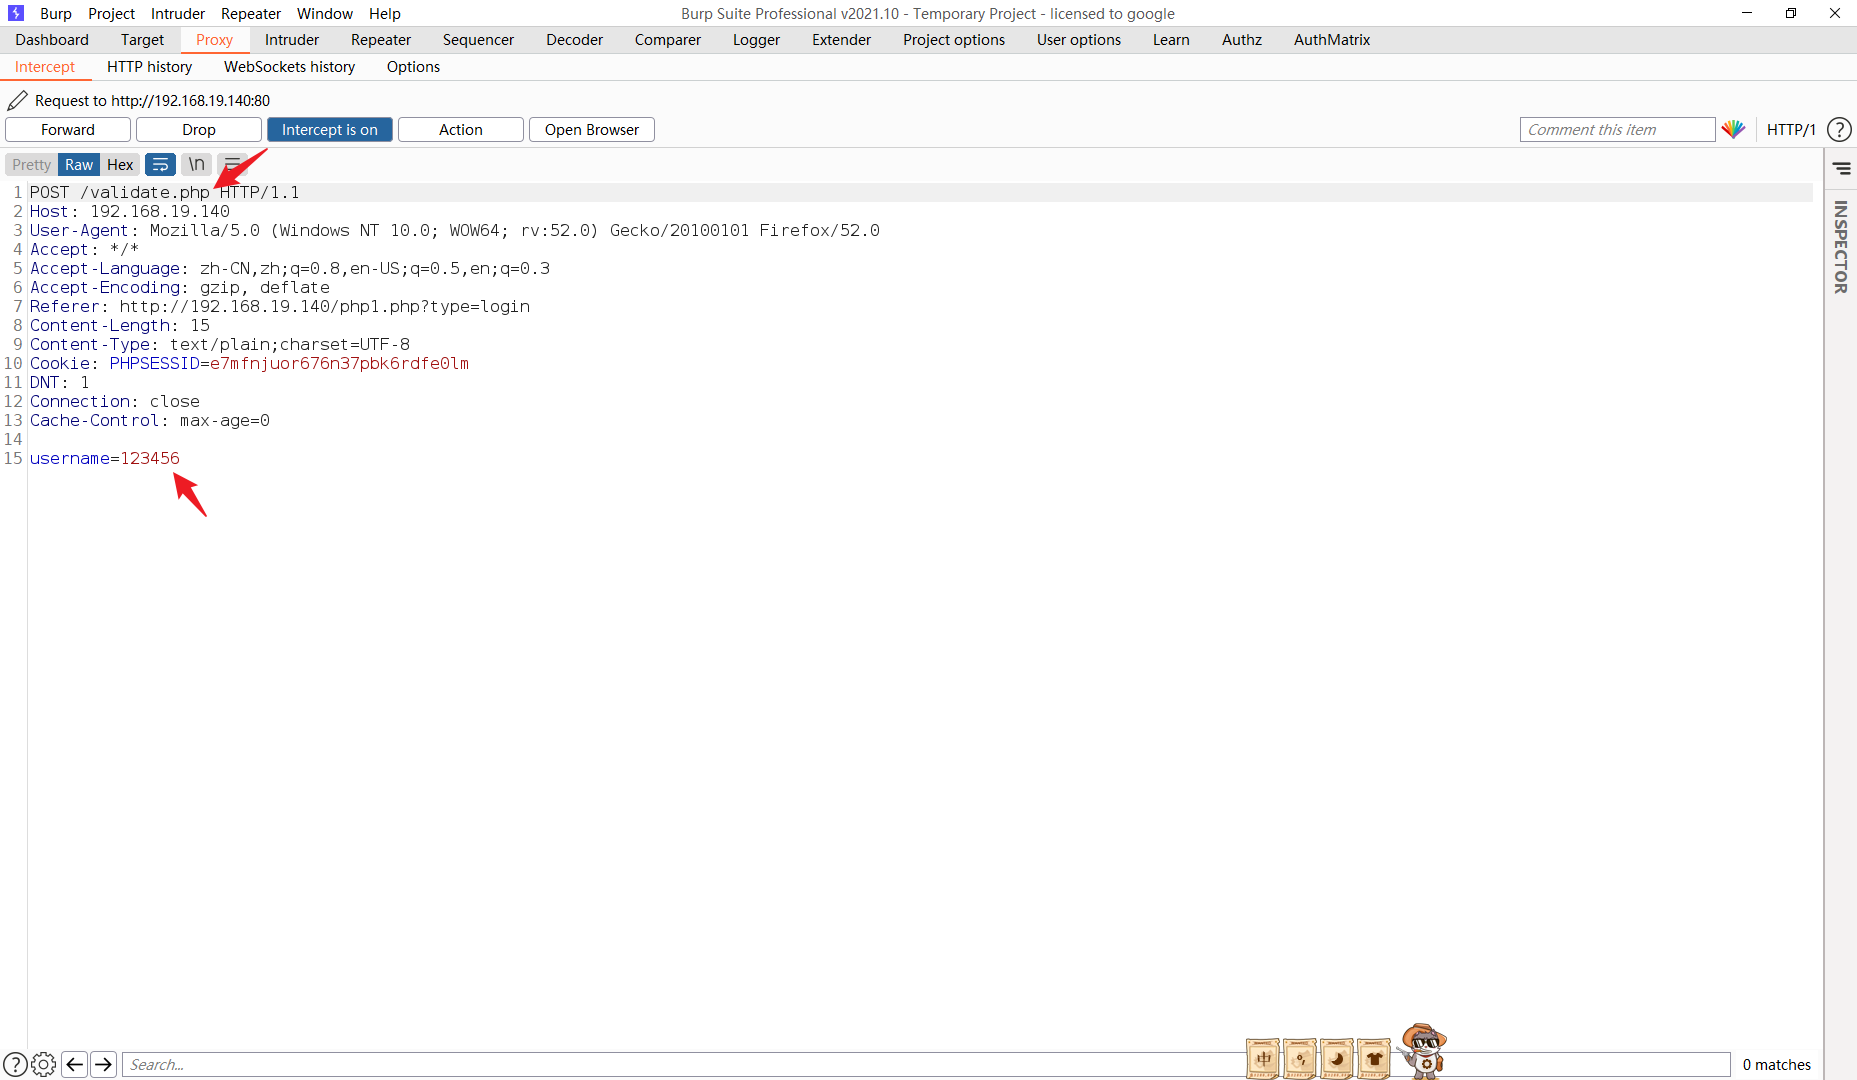 Burp Project Intruder Repeater Window Help
Burp Suite Professional v2021.10 - Temporary Project - licensed to google
Dashboard Target Proxy Intruder Repeater Sequencer Decoder Comparer Logger Extender Project options User options Learn Authz AuthMatrix
Intercept HTTP history WebSockets history Options
Request to http://192.168.19.140:80
Forward Drop Intercept is on Action Open Browser Comment this item HTTP/1 ?
Pretty Raw Hex \n
1 POST /validate.php HTTP/1.1
2 Host: 192.168.19.140
3 User-Agent: Mozilla/5.0 (Windows NT 10.0; WOW64; rv:52.0) Gecko/20100101 Firefox/52.0
4 Accept: */*
5 Accept-Language: zh-CN,zh;q=0.8,en-US;q=0.5,en;q=0.3
6 Accept-Encoding: gzip, deflate
7 Referer: http://192.168.19.140/php1.php?type=login
8 Content-Length: 15
9 Content-Type: text/plain;charset=UTF-8
10 Cookie: PHPSESSID=e7mfnjuor676n37pbk6rdfe0lm
11 DNT: 1
12 Connection: close
13 Cache-Control: max-age=0
14
15 username=123456
INSPECTOR
? Search... 中 0 matches